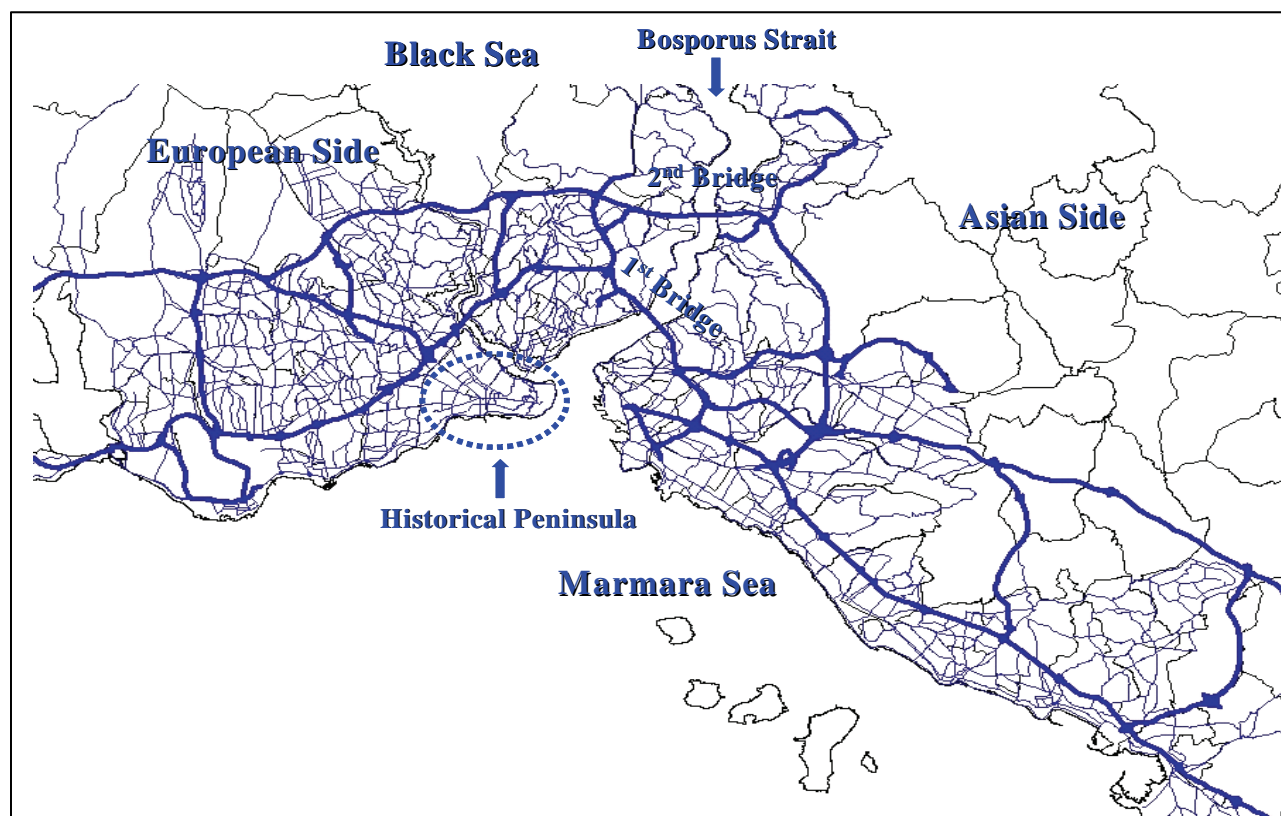 Bosporus Strait
Black Sea
European Side
2nd Bridge
Asian Side
1st Bridge
Historical Peninsula
Marmara Sea